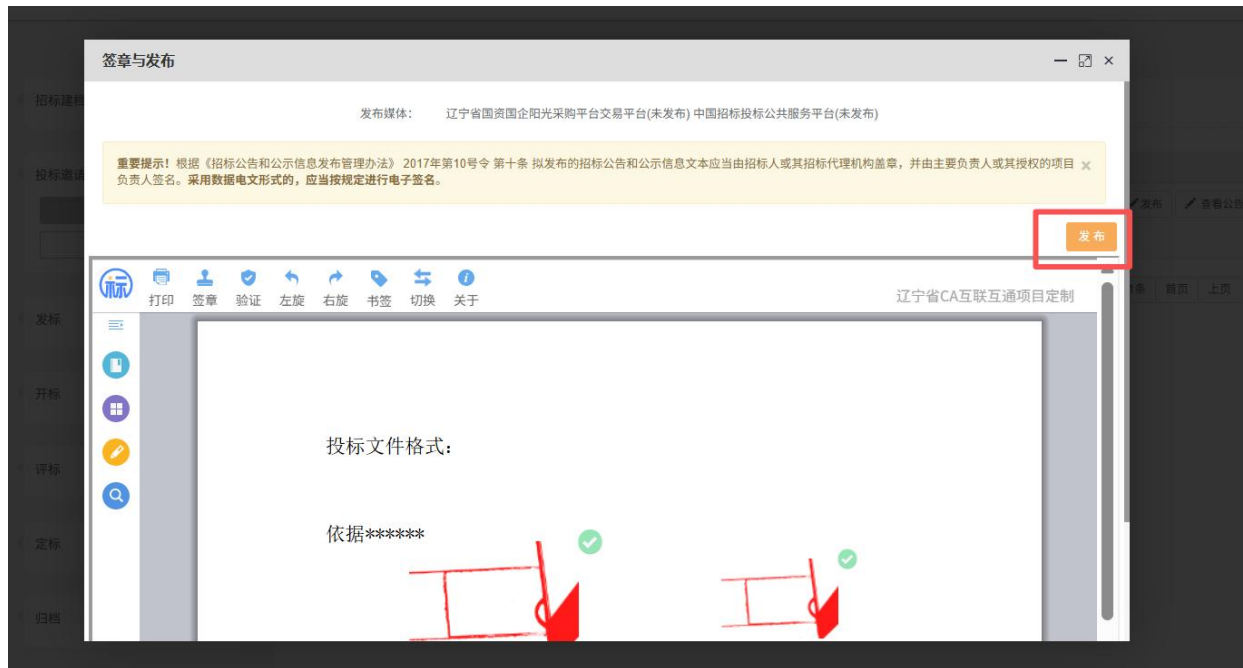 签章与发布
发布媒体： 辽宁省国资国企阳光采购平台交易平台(未发布) 中国招标投标公共服务平台(未发布)
重要提示！根据《招标公告和公示信息发布管理办法》 2017年第10号令 第十条 拟发布的招标公告和公示信息文本应当由招标人或其招标代理机构盖章，并由主要负责人或其授权的项目
负责人签名。采用数据电文形式的，应当按规定进行电子签名。
发布
标
打印 签章 验证 左旋 右旋 书签 切换 关于
辽宁省CA互联互通项目定制
投标文件格式：
依据******
招标建档
投标邀请
发标
开标
评标
定标
归档
发布 查看公告
1条 首页 上页